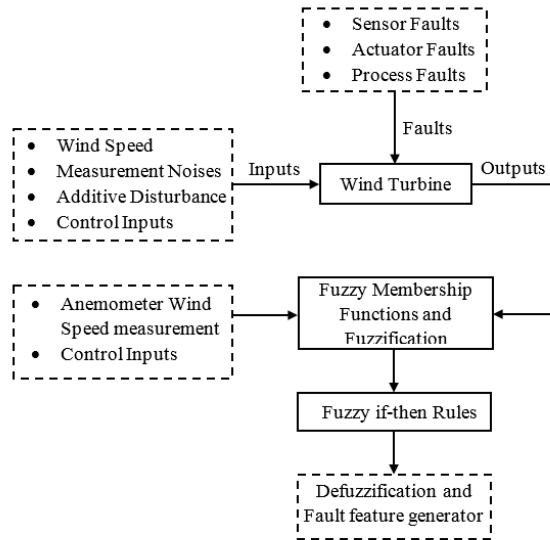 • Sensor Faults
• Actuator Faults
• Process Faults
Faults
• Wind Speed
• Measurement Noises
• Additive Disturbance
• Control Inputs
Inputs
Wind Turbine
Outputs
• Anemometer Wind
Speed measurement
• Control Inputs
Fuzzy Membership
Functions and
Fuzzification
Fuzzy if-then Rules
Defuzzification and
Fault feature generator